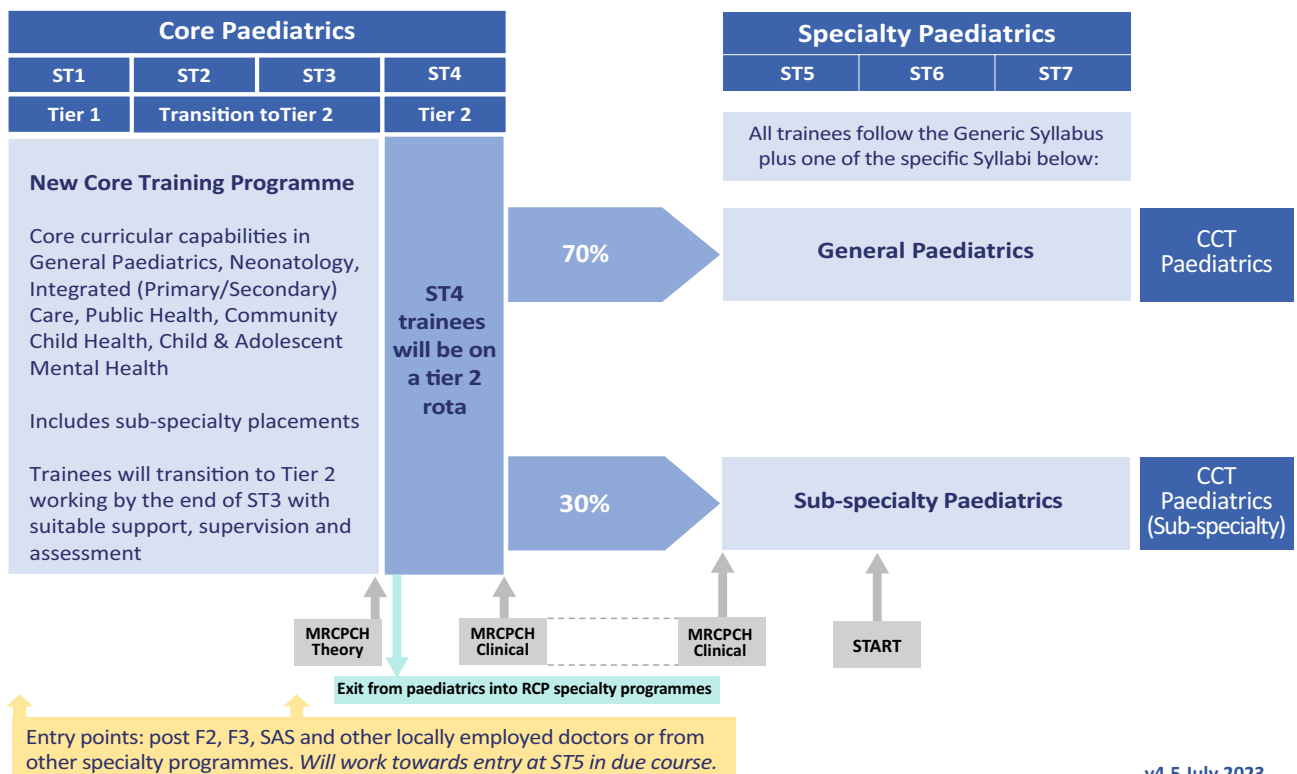 Core Paediatrics
ST1
ST2
ST3
ST4
Tier 1
Transition toTier 2
Tier 2
New Core Training Programme
Core curricular capabilities in
General Paediatrics, Neonatology,
Integrated (Primary/Secondary)
Care, Public Health, Community
Child Health, Child & Adolescent
Mental Health
Includes sub-specialty placements
Trainees will transition to Tier 2
working by the end of ST3 with
suitable support, supervision and
assessment
ST4
trainees
will be on
a tier 2
rota
70%
30%
Specialty Paediatrics
ST5
ST6
ST7
All trainees follow the Generic Syllabus
plus one of the specific Syllabi below:
General Paediatrics
CCT
Paediatrics
Sub-specialty Paediatrics
CCT
Paediatrics
(Sub-specialty)
MRCPCH
Theory
MRCPCH
Clinical
MRCPCH
Clinical
START
Exit from paediatrics into RCP specialty programmes
Entry points: post F2, F3, SAS and other locally employed doctors or from
other specialty programmes. Will work towards entry at ST5 in due course.
v4.5 July 2023